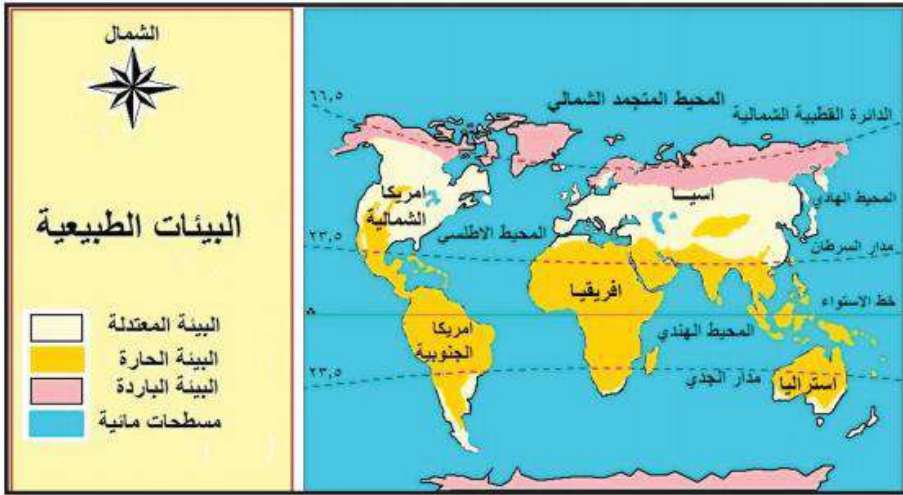 الشمال
البيئات الطبيعية
البيئة المعتدلة
البيئة الحارة
البيئة الباردة
مسطحات مائية
٦٦,٥
المحيط المتجمد الشمالي
الدائرة القطبية الشمالية
امريكا
الشمالية
اسيا
المحيط الهادي
المحيط الاطلسي
٢٣,٥
مدار السرطان
افريقيا
خط الاستواء
امريكا
الجنوبية
المحيط الهندي
٢٣,٥
مدار الجدي
استراليا